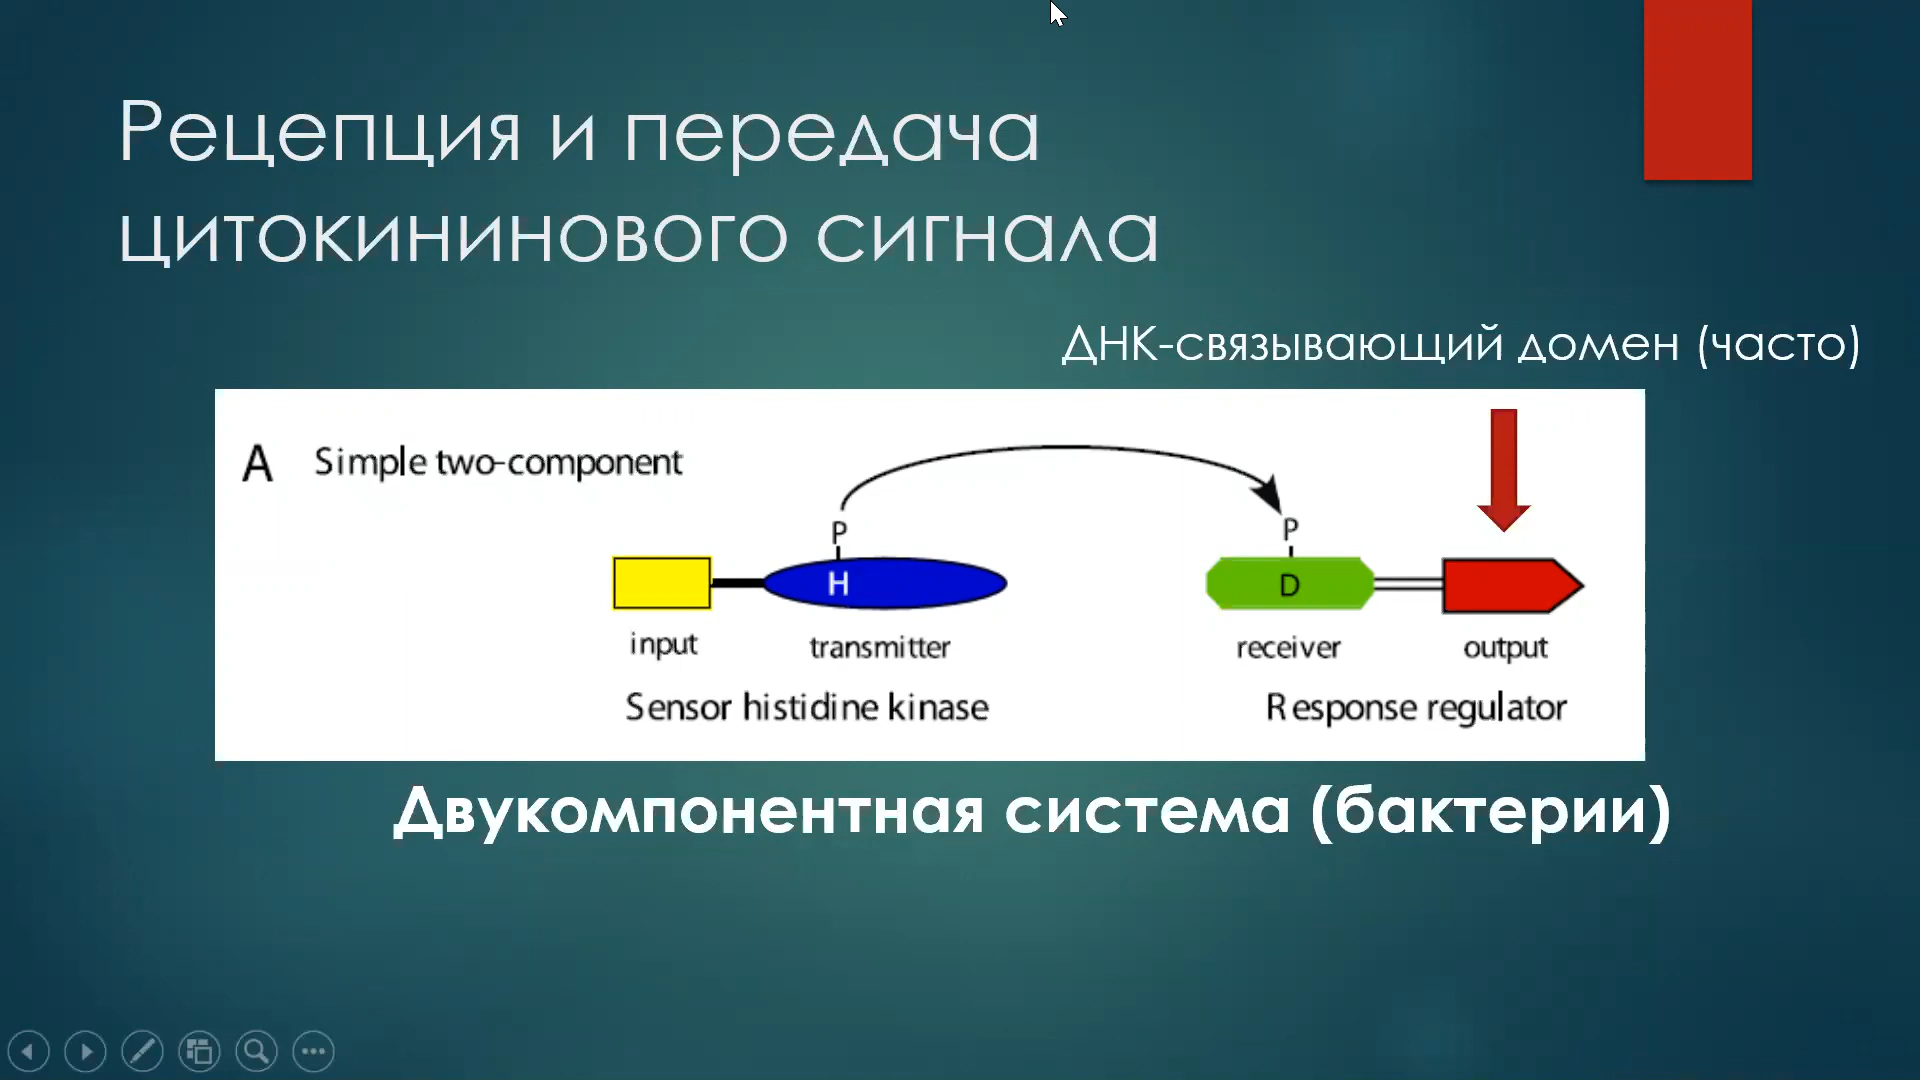 Рецепция и передача
цитокининового сигнала
ДНК-связывающий домен (часто)
A Simple two-component
P P
H D
input transmitter receiver output
Sensor histidine kinase Response regulator
Двукомпонентная система (бактерии)